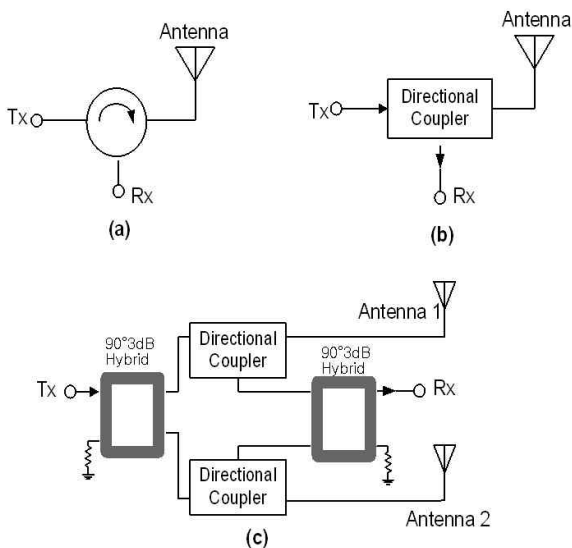 Antenna
Tx
Rx
(a)
Antenna
Tx
Directional
Coupler
Rx
(b)
Antenna 1
Directional
Coupler
90°3dB
Hybrid
90°3dB
Hybrid
Tx
Rx
Directional
Coupler
Antenna 2
(c)